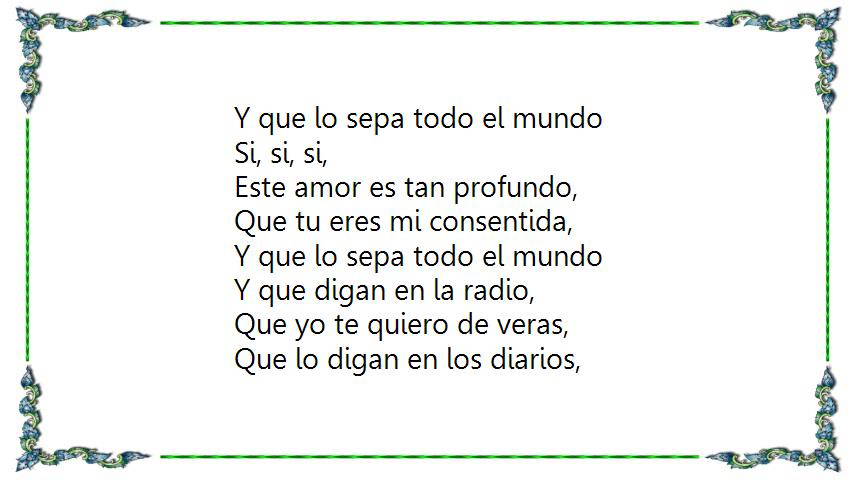 Y que lo sepa todo el mundo
Si, si, si,
Este amor es tan profundo,
Que tu eres mi consentida,
Y que lo sepa todo el mundo
Y que digan en la radio,
Que yo te quiero de veras,
Que lo digan en los diarios,